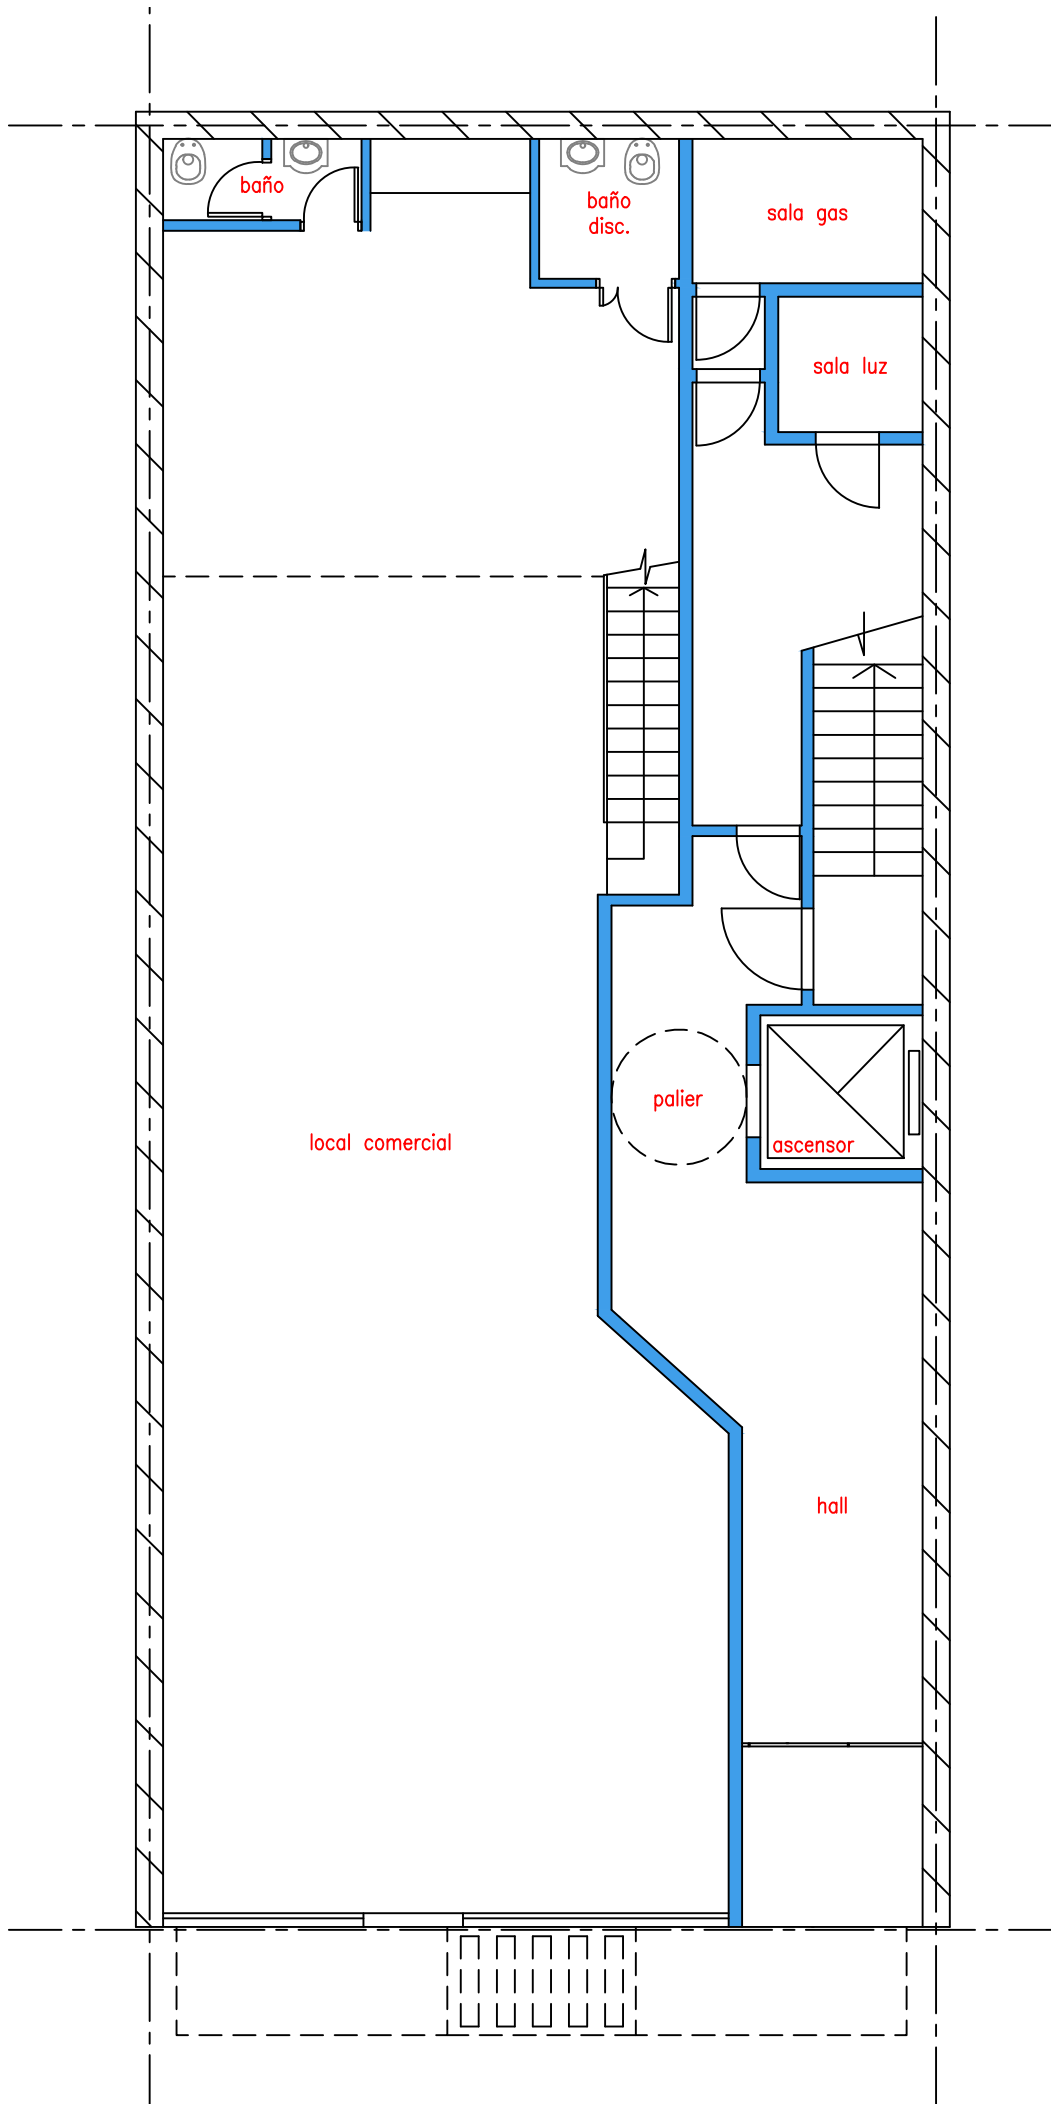 baño
baño
disc.
sala gas
sala luz
palier
local comercial
ascensor
hall